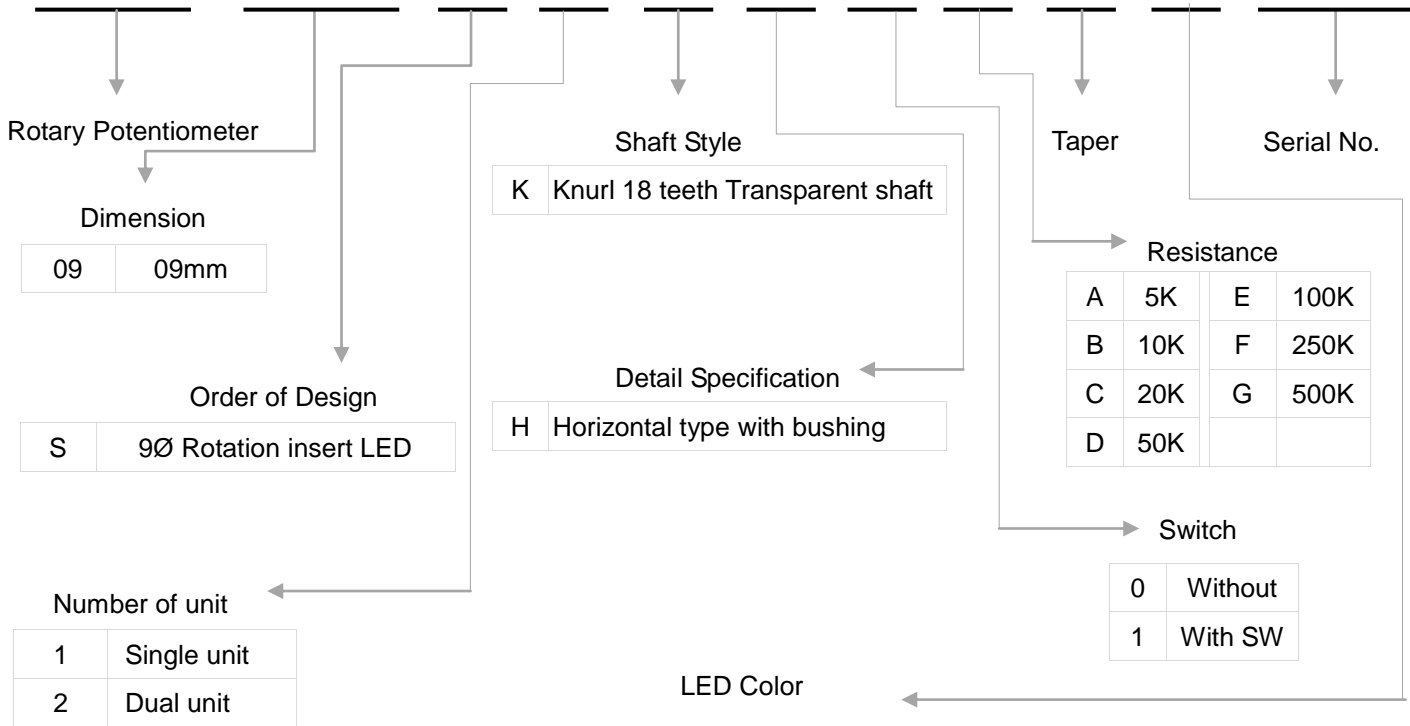 Rotary Potentiometer
Dimension
09 09mm
Order of Design
S 9Ø Rotation insert LED
Number of unit
1 Single unit
2 Dual unit
Shaft Style
K Knurl 18 teeth Transparent shaft
Detail Specification
H Horizontal type with bushing
LED Color
Taper
Serial No.
Resistance
A 5K E 100K
B 10K F 250K
C 20K G 500K
D 50K
Switch
0 Without
1 With SW